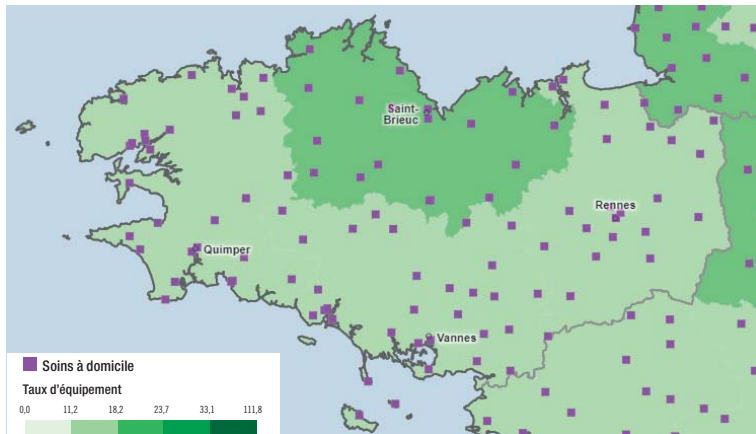 Saint-
Brieuc
Rennes
Quimper
Vannes
Soins à domicile
Taux d'équipement
0,0 11,2 18,2 23,7 33,1 111,8